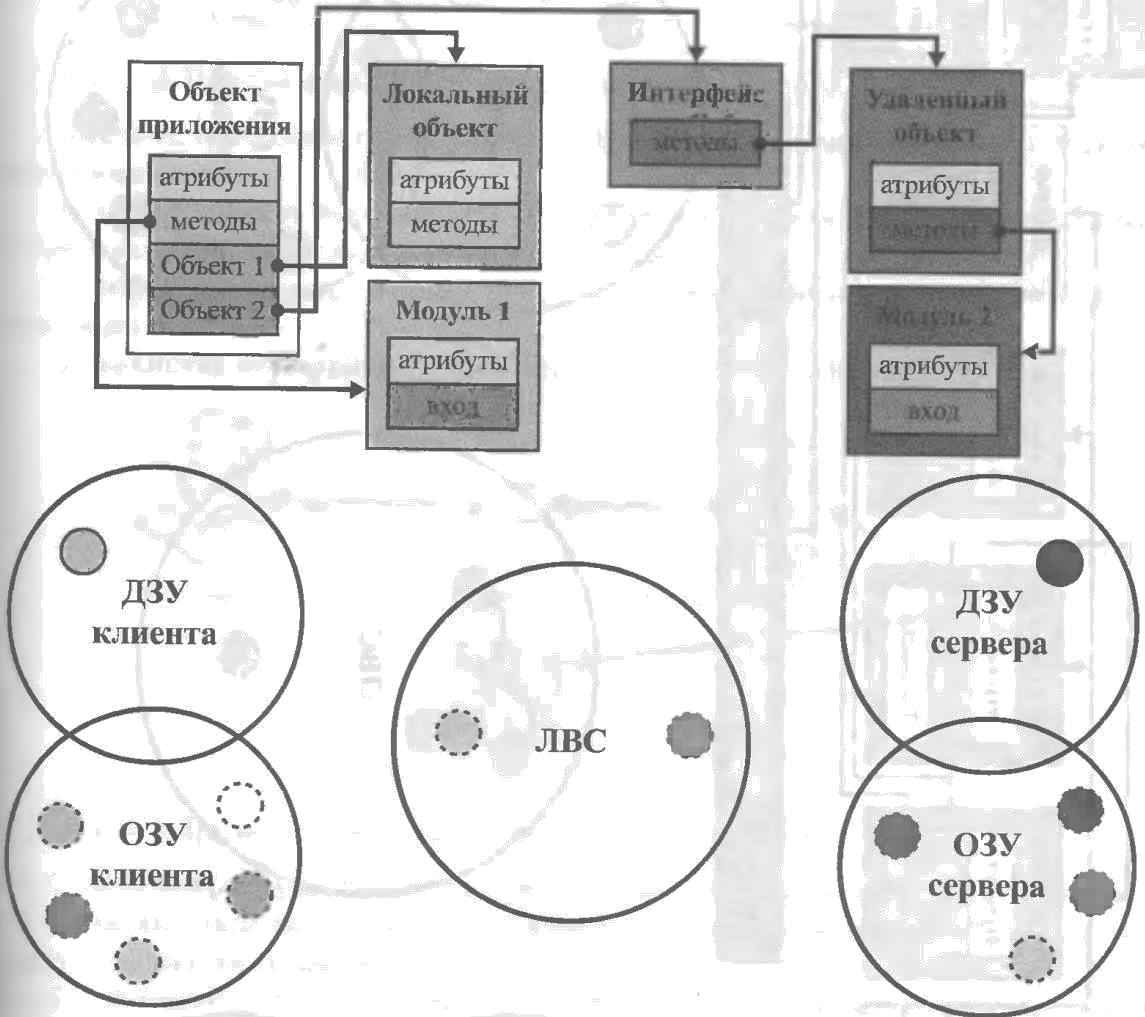 Объект
приложения
атрибуты
методы
Объект 1
Объект 2
Локальный
объект
атрибуты
методы
Модуль 1
атрибуты
вход
Интерфейс
методы
Удаленный
объект
атрибуты
методы
Модуль 2
атрибуты
вход
ДЗУ
клиента
ОЗУ
клиента
ЛВС
ДЗУ
сервера
ОЗУ
сервера